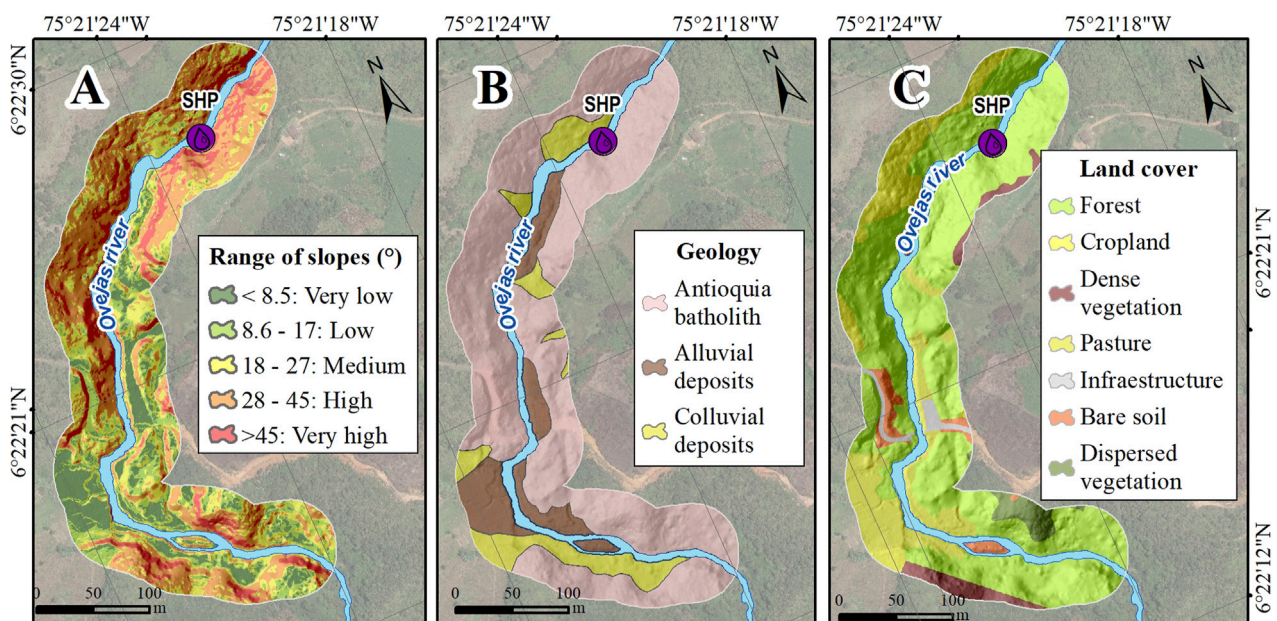 75°21'24"W
75°21'18"W
75°21'24"W
75°21'18"W
75°21'24"W
75°21'18"W
6°22'30"N
6°22'21"N
A
SHP
N
Ovejas river
Range of slopes (°)
< 8.5: Very low
8.6 - 17: Low
18 - 27: Medium
28 - 45: High
>45: Very high
0 50 100
m
B
SHP
N
Ovejas river
Geology
Antioquia
batholith
Alluvial
deposits
Colluvial
deposits
0 50 100
m
C
SHP
N
Ovejas river
Land cover
Forest
Cropland
Dense
vegetation
Pasture
Infraestructure
Bare soil
Dispersed
vegetation
0 50 100
m
6°22'21"N
6°22'12"N